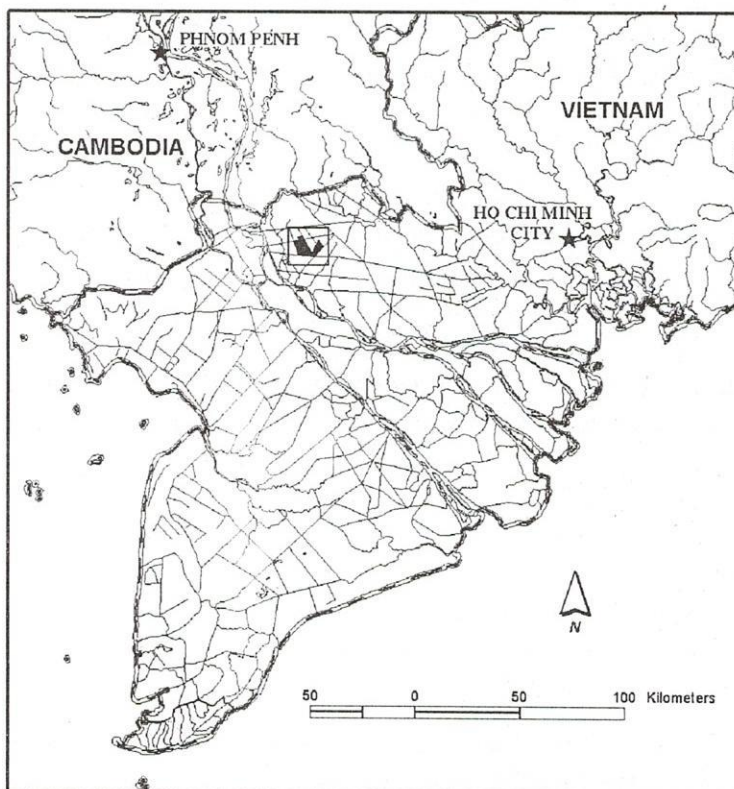 PHNOM PENH
CAMBODIA
VIETNAM
HO CHI MINH
CITY
N
50 0 50 100 Kilometers